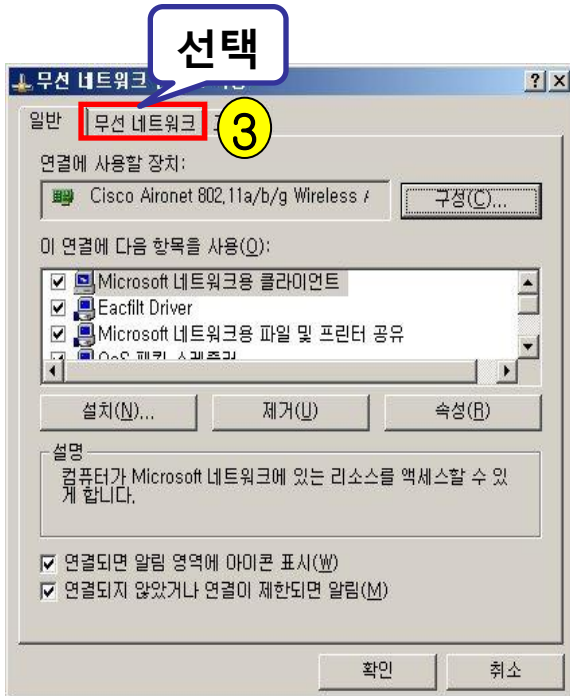 선택
무선 네트워크
? ×
일반 무선 네트워크
3
연결에 사용할 장치:
Cisco Aironet 802,11a/b/g Wireless
구성(C)...
이 연결에 다음 항목을 사용(O):
Microsoft 네트워크용 클라이언트
Eacfilt Driver
Microsoft 네트워크용 파일 및 프린터 공유
QoS 패킷 스케줄러
설치(N)... 제거(U) 속성(R)
설명
컴퓨터가 Microsoft 네트워크에 있는 리소스를 액세스할 수 있
게 합니다.
연결되면 알림 영역에 아이콘 표시(W)
연결되지 않았거나 연결이 제한되면 알림(M)
확인 취소